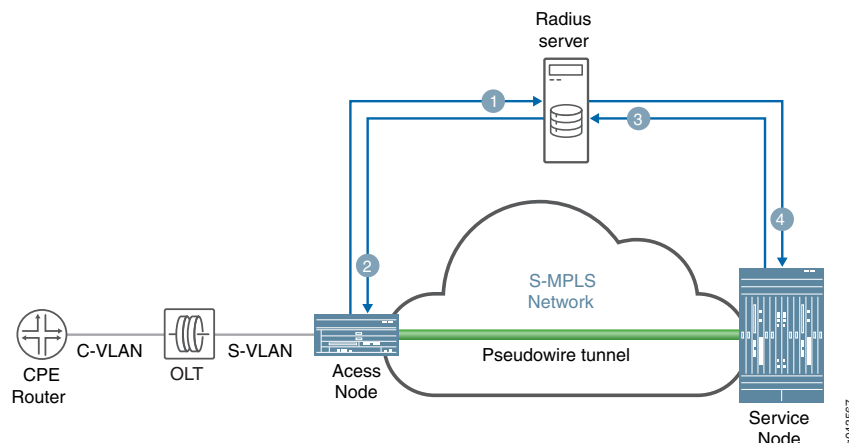 Radius
server
1
3
2
4
S-MPLS
Network
C-VLAN
S-VLAN
Pseudowire tunnel
CPE
Router
OLT
Acess
Node
Service
Node